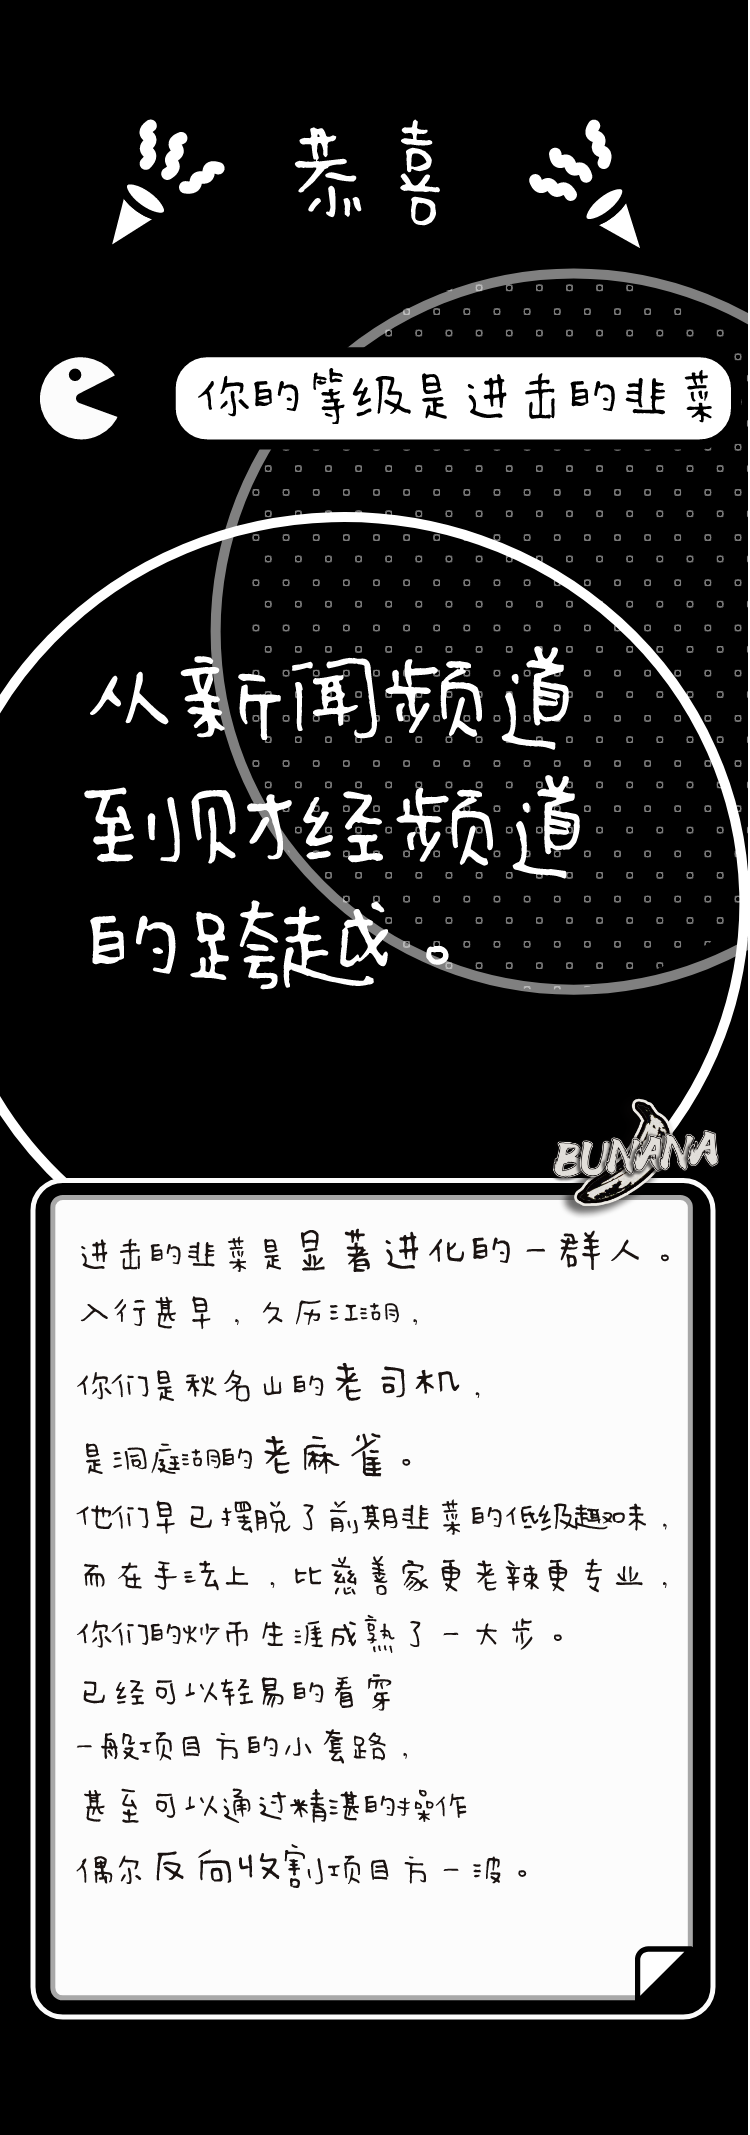 恭喜
你的等级是进击的韭菜
从新闻频道
到财经频道
的跨越。
BUNANA
进击的韭菜是显著进化的一群人。
入行甚早，久历江湖，
你们是秋名山的老司机，
是洞庭湖的老麻雀。
他们早已摆脱了前期韭菜的低级趣味，
而在手法上，比慈善家更老辣更专业，
你们的炒币生涯成熟了一大步。
已经可以轻易的看穿
一般项目方的小套路，
甚至可以通过精湛的操作
偶尔反向收割项目方一波。